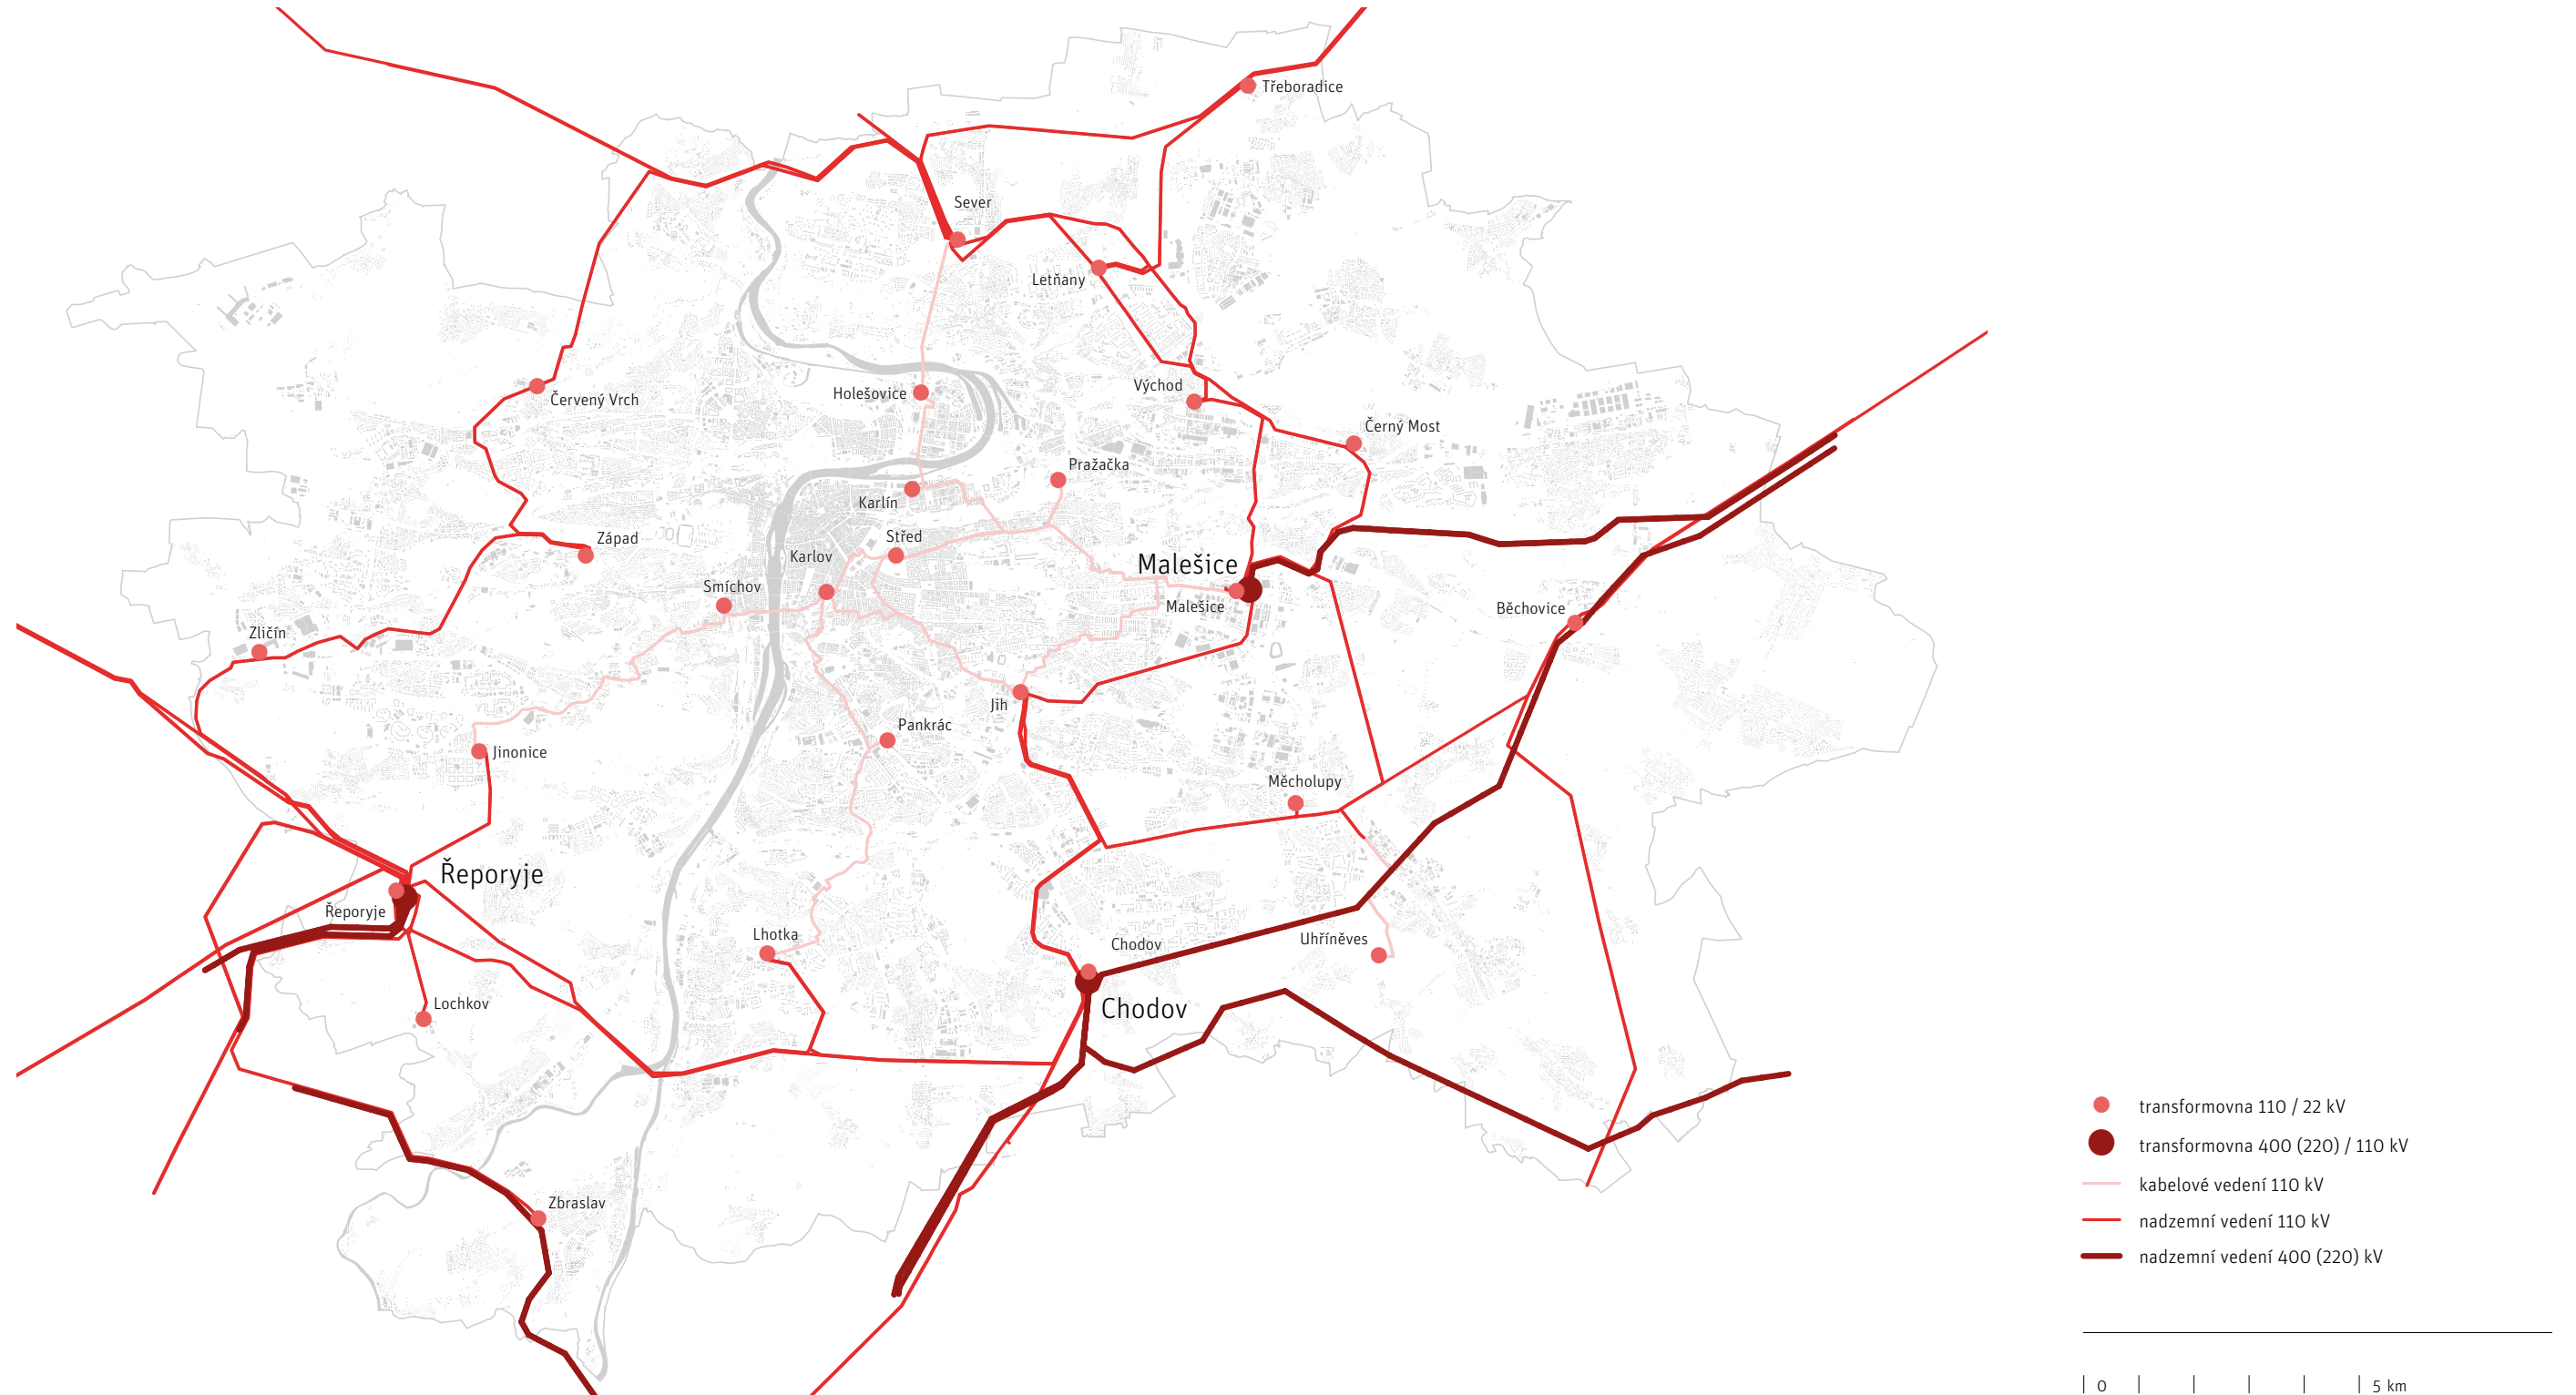 Třeboradice
Sever
Letňany
Východ
Holešovice
Červený Vrch
Černý Most
Pražačka
Karlín
Střed
Západ
Karlov
Malešice
Smíchov
Malešice
Běchovice
Zličín
Jih
Pankrác
Jinonice
Měcholupy
Řeporyje
Řeporyje
Lhotka
Chodov
Uhříněves
Lochkov
Chodov
Zbraslav
transformovna 110 / 22 kV
transformovna 400 (220) / 110 kV
kabelové vedení 110 kV
nadzemní vedení 110 kV
nadzemní vedení 400 (220) kV
0 5 km